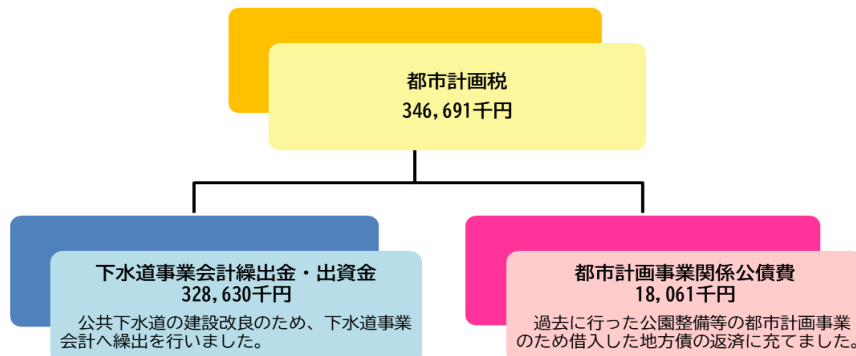 都市計画税
346,691千円
下水道事業会計繰出金・出資金
328,630千円
公共下水道の建設改良のため、下水道事業
会計へ繰出を行いました。
都市計画事業関係公債費
18,061千円
過去に行った公園整備等の都市計画事業
のため借入した地方債の返済に充てました。